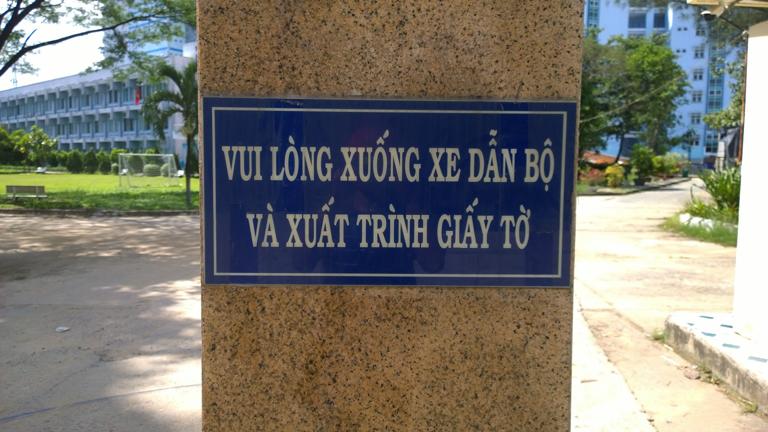 VUI LÒNG XUỐNG XE DẪN BỘ
VÀ XUẤT TRÌNH GIẤY TỜ